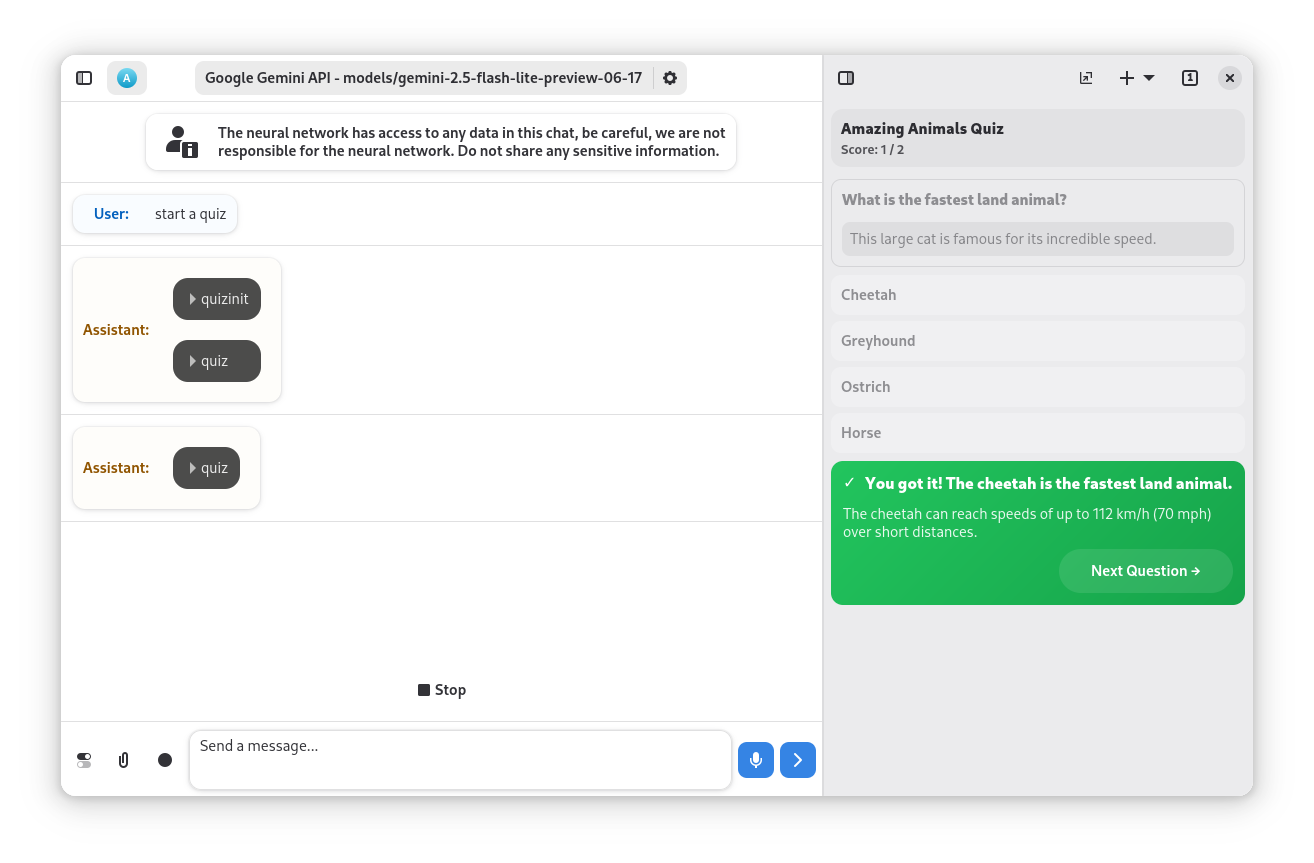 A
Google Gemini API - models/gemini-2.5-flash-lite-preview-06-17
The neural network has access to any data in this chat, be careful, we are not
responsible for the neural network. Do not share any sensitive information.
User: start a quiz
quizinit
Assistant:
quiz
Assistant: quiz
Stop
Send a message...
1
Amazing Animals Quiz
Score: 1 / 2
What is the fastest land animal?
This large cat is famous for its incredible speed.
Cheetah
Greyhound
Ostrich
Horse
✓ You got it! The cheetah is the fastest land animal.
The cheetah can reach speeds of up to 112 km/h (70 mph)
over short distances.
Next Question →